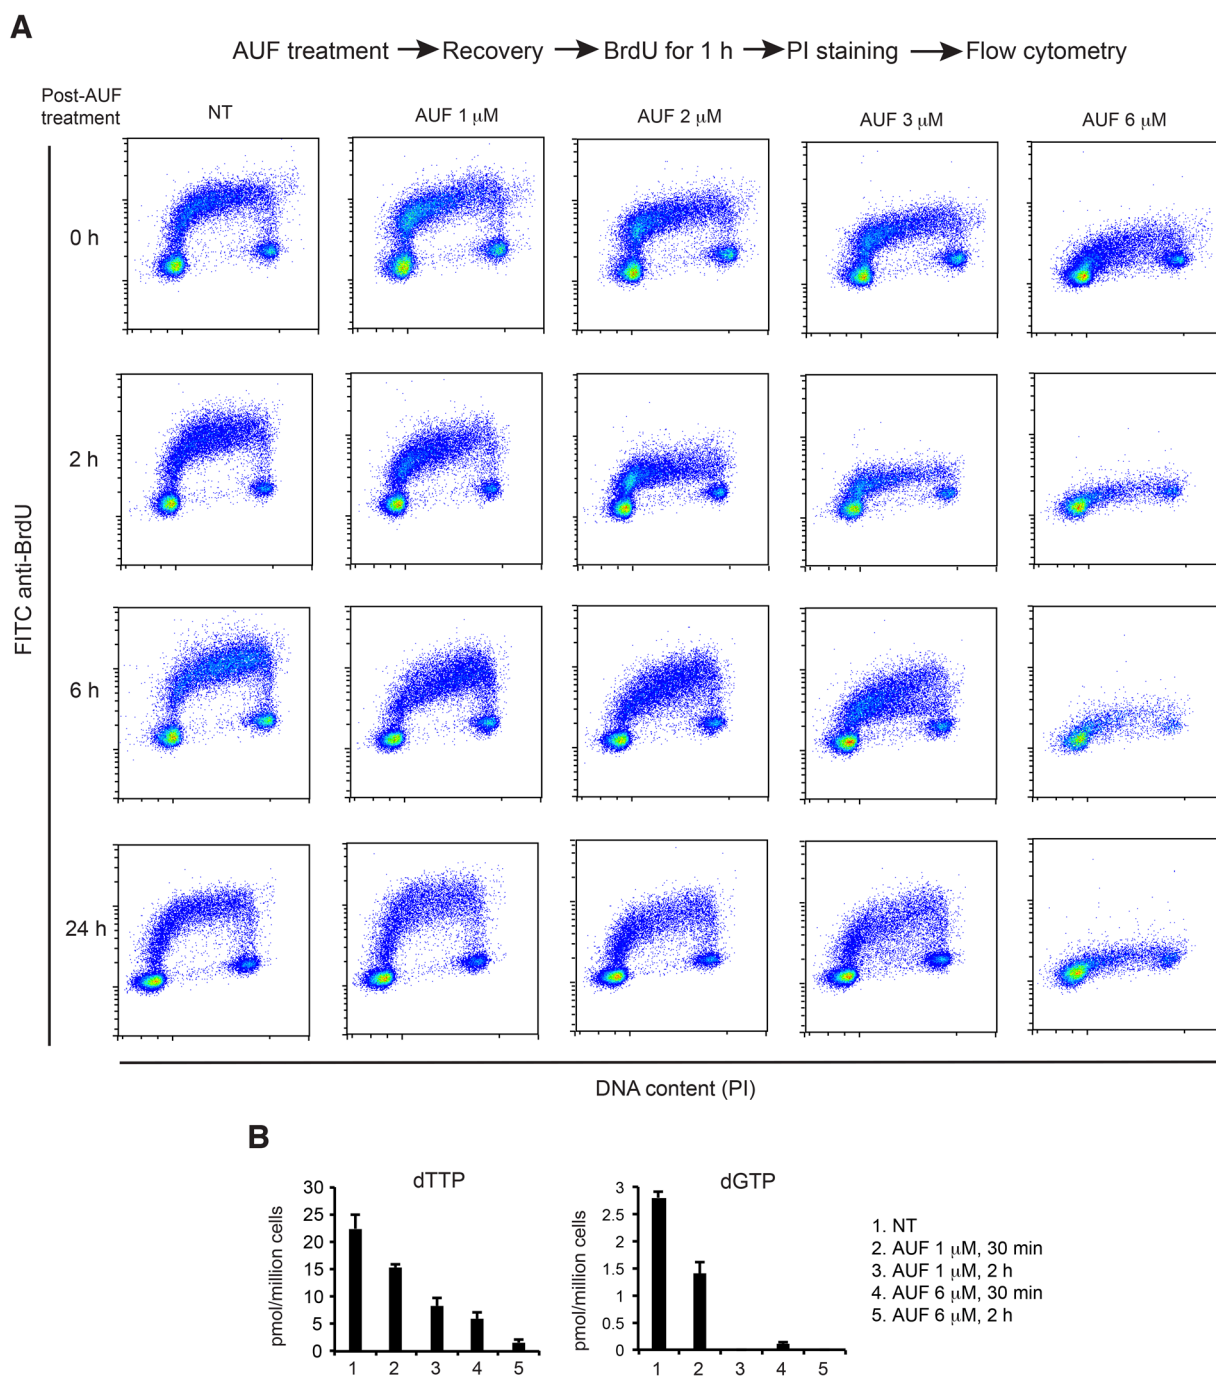 A
AUF treatment → Recovery → BrdU for 1 h → PI staining → Flow cytometry
Post-AUF
treatment
NT
AUF 1 μM
AUF 2 μM
AUF 3 μM
AUF 6 μM
0 h
2 h
6 h
24 h
FITC anti-BrdU
DNA content (PI)
B
dTTP
pmol/million cells
30
25
20
15
10
5
0
1 2 3 4 5
dGTP
pmol/million cells
3
2.5
2
1.5
1
0.5
0
1 2 3 4 5
1. NT
2. AUF 1 μM, 30 min
3. AUF 1 μM, 2 h
4. AUF 6 μM, 30 min
5. AUF 6 μM, 2 h